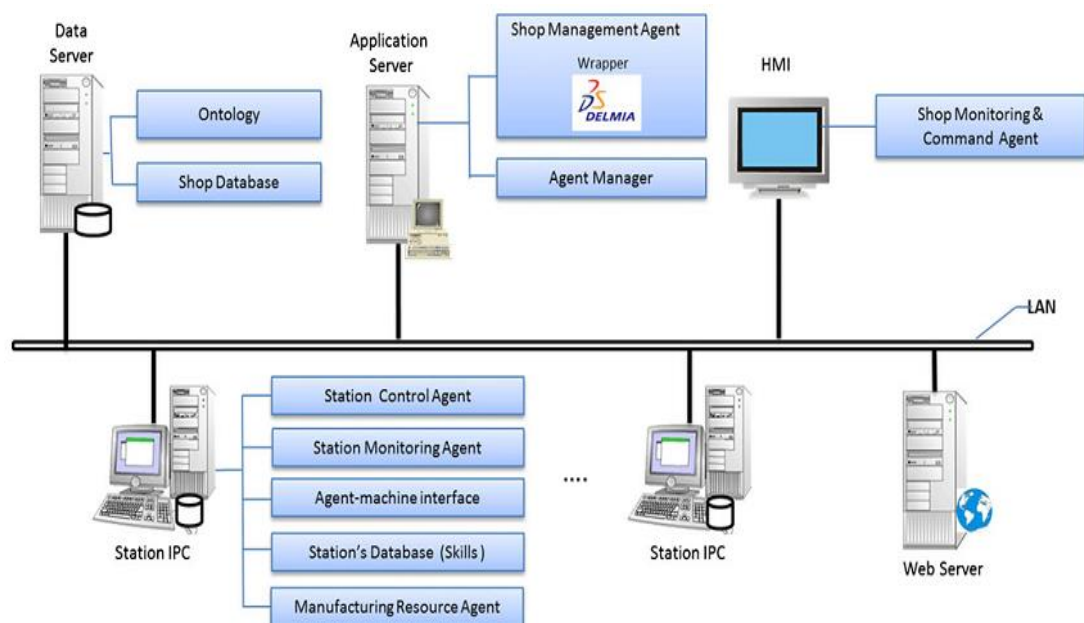 Data
Server
Ontology
Shop Database
Application
Server
Shop Management Agent
Wrapper
DS
DELMIA
Agent Manager
HMI
Shop Monitoring &
Command Agent
LAN
Station Control Agent
Station Monitoring Agent
Agent-machine interface
Station's Database (Skills )
Manufacturing Resource Agent
Station IPC
....
Station IPC
Web Server